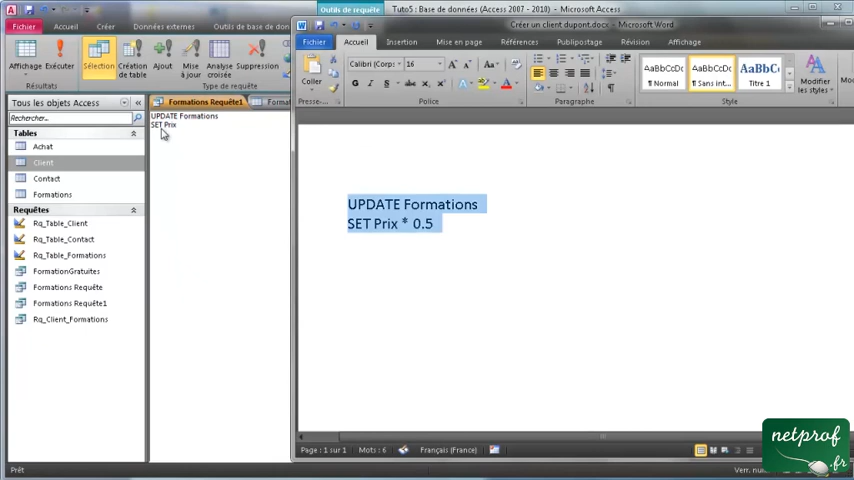 Outils de requête
Tuto5 : Base de données (Access 2007 - 2010) - Microsoft Access
Fichier
Accueil
Créer
Données externes
Outils de base de données
Affichage
Exécuter
Sélection
Création de table
Ajout
Mise à jour
Analyse croisée
Suppression
Résultats
Type de requête
Tous les objets Access
Rechercher...
Tables
Achat
Client
Contact
Formations
Requêtes
Rq_Table_Client
Rq_Table_Contact
Rq_Table_Formations
FormationGratuites
Formations Requête
Formations Requête1
Rq_Client_Formations
Prêt
Formations Requête1
UPDATE Formations
SET Prix
Créer un client dupont.docx - Microsoft Word
Fichier
Accueil
Insertion
Mise en page
Références
Publipostage
Révision
Affichage
Coller
Calibri (Corps)
16
G I S
AaBbCcDc
¶ Normal
AaBbCcDc
¶ Sans int...
AaBbC
Titre 1
Modifier les styles
Presse-...
Police
Paragraphe
Style
UPDATE Formations
SET Prix * 0.5
Page : 1 sur 1
Mots : 6
Français (France)
Verr. num
netprof
.fr